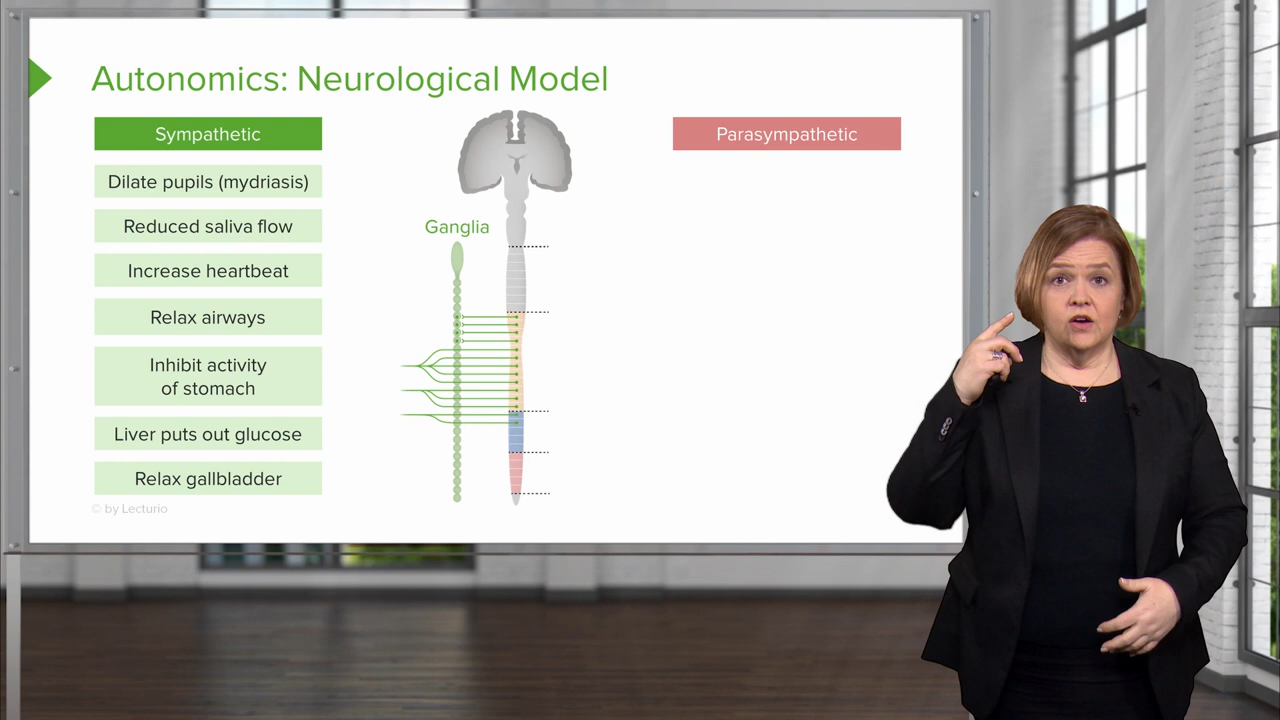 Autonomics: Neurological Model
Sympathetic
Parasympathetic
Dilate pupils (mydriasis)
Reduced saliva flow
Increase heartbeat
Relax airways
Inhibit activity
of stomach
Liver puts out glucose
Relax gallbladder
Ganglia
© by Lecturio